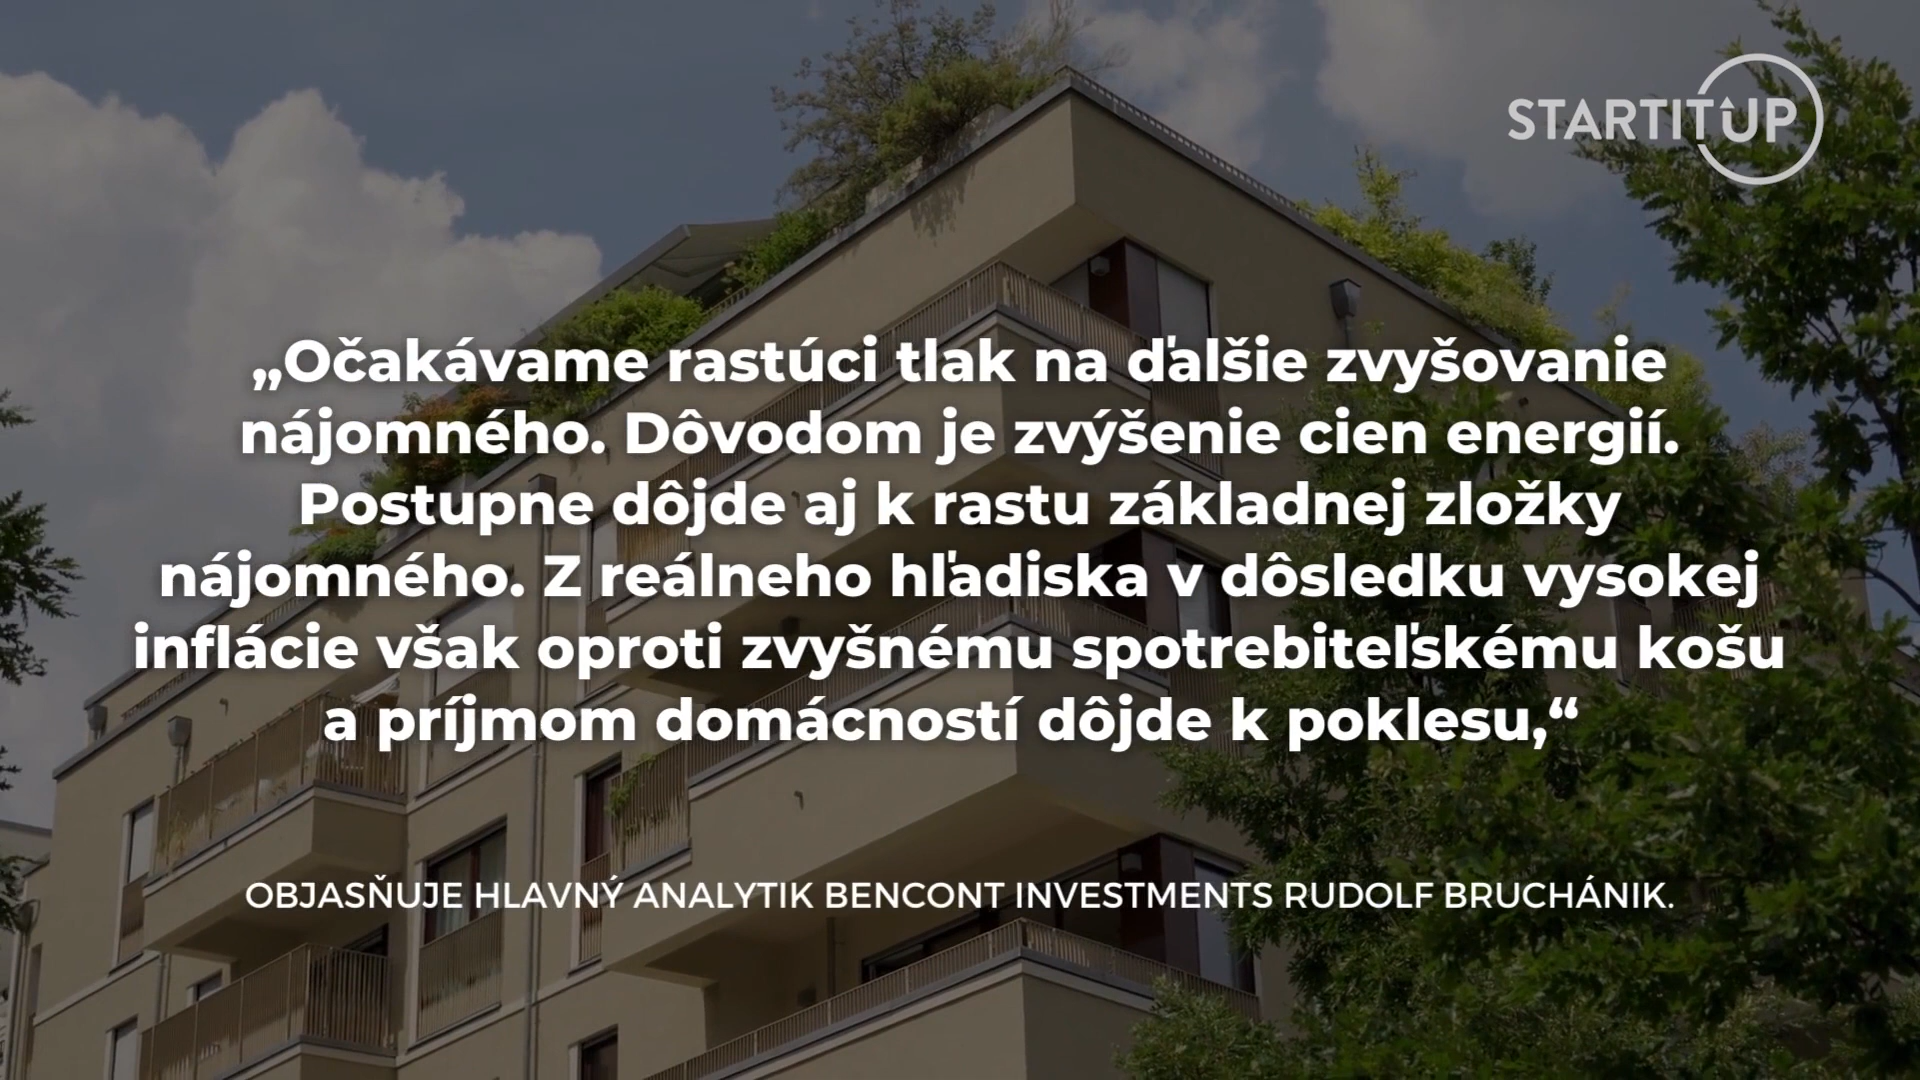 STARTITUP
„Očakávame rastúci tlak na ďalšie zvyšovanie
nájomného. Dôvodom je zvýšenie cien energií.
Postupne dôjde aj k rastu základnej zložky
nájomného. Z reálneho hľadiska v dôsledku vysokej
inflácie však oproti zvyšnému spotrebiteľskému košu
a príjmom domácností dôjde k poklesu,“
OBJASŇUJE HLAVNÝ ANALYTIK BENCONT INVESTMENTS RUDOLF BRUCHÁNIK.